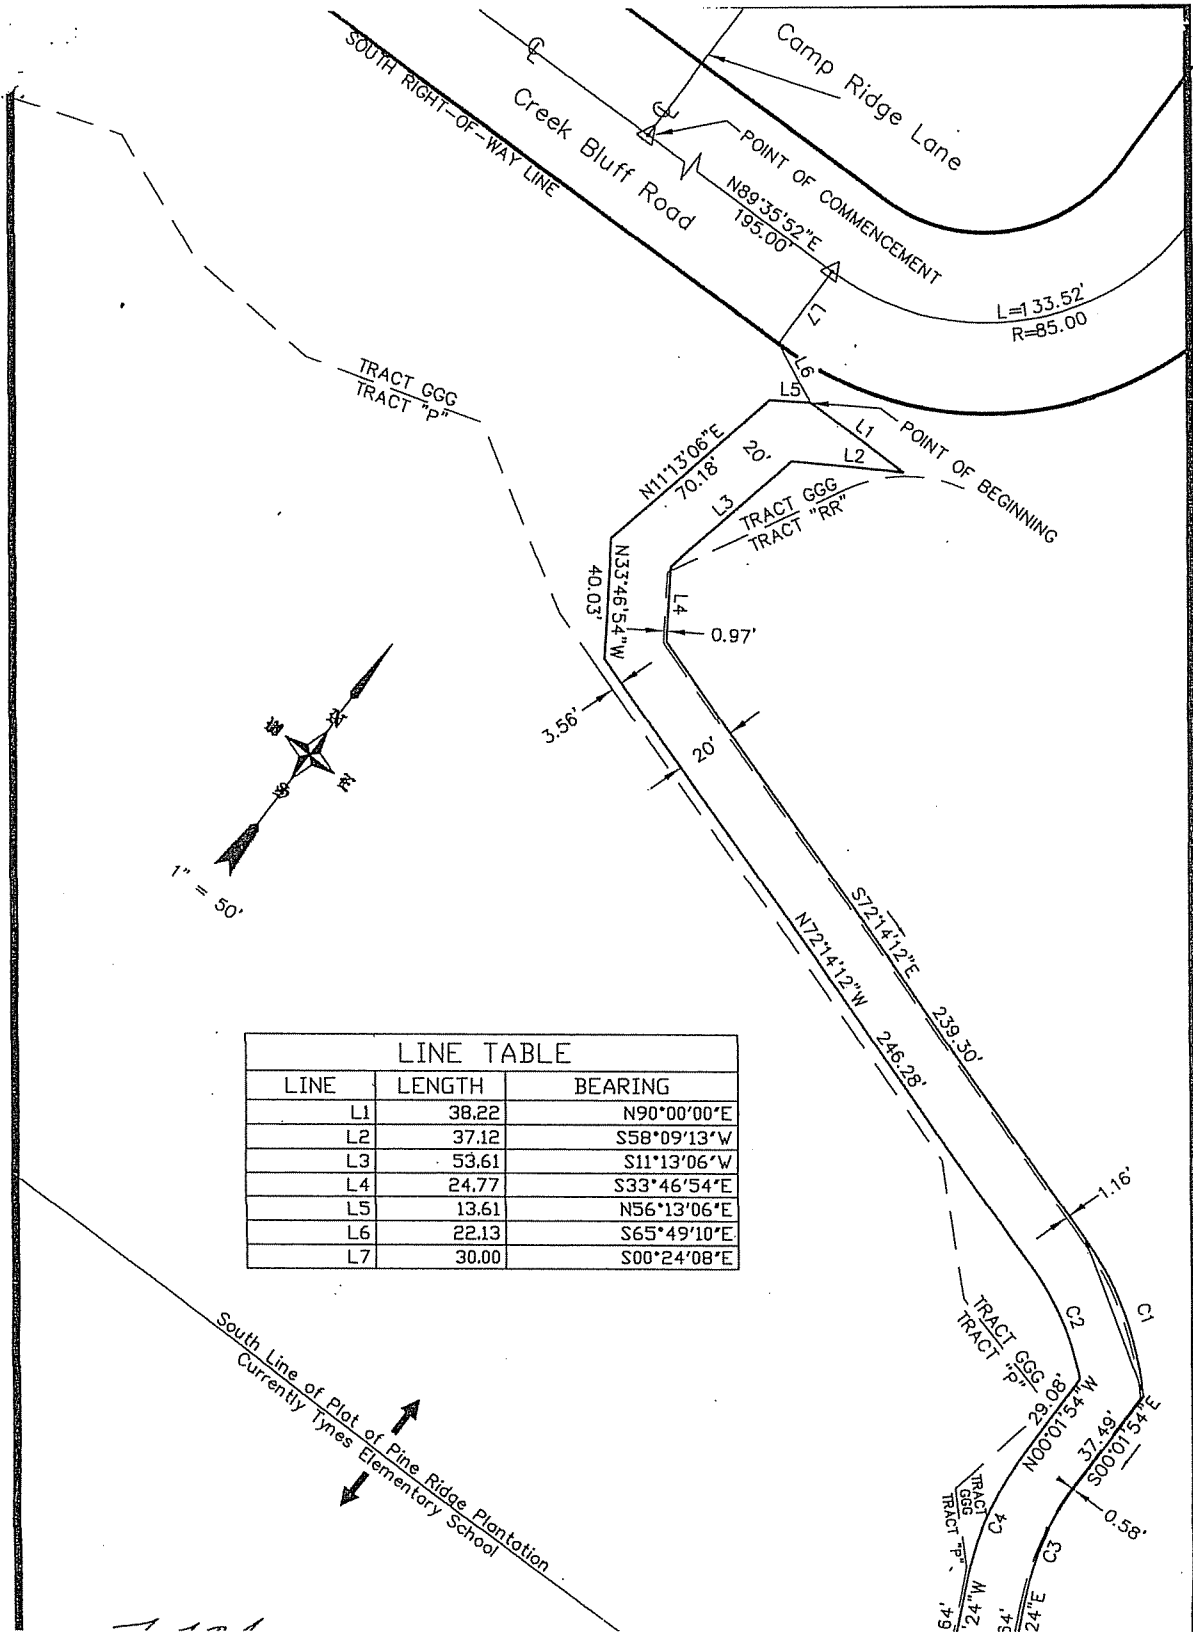 Camp Ridge Lane
SOUTH RIGHT-OF-WAY LINE
Creek Bluff Road
POINT OF COMMENCEMENT
N89°35'52"E
195.00'
L=133.52'
R=85.00
L7
L6
L5
L1
L2
POINT OF BEGINNING
TRACT GGG
TRACT "P"
N11°13'06"E
70.18'
20'
L3
TRACT GGG
TRACT "RR"
N33°46'54"W
40.03'
L4
0.97'
3.56'
20'
N
W
E
S
1" = 50'
S72°14'12"E
239.30'
N72°14'12"W
246.28'
LINE TABLE
LINE LENGTH BEARING
L1 38.22 N90°00'00"E
L2 37.12 S58°09'13"W
L3 53.61 S11°13'06"W
L4 24.77 S33°46'54"E
L5 13.61 N56°13'06"E
L6 22.13 S65°49'10"E
L7 30.00 S00°24'08"E
1.16'
C1
C2
TRACT GGG
TRACT "P"
29.08'
N00°01'54"W
37.49'
S00°01'54"E
0.58'
TRACT
GGG
TRACT "P"
C4
C3
64'
'24"W
64'
24"E
South Line of Plat of Pine Ridge Plantation
Currently Tynes Elementary School